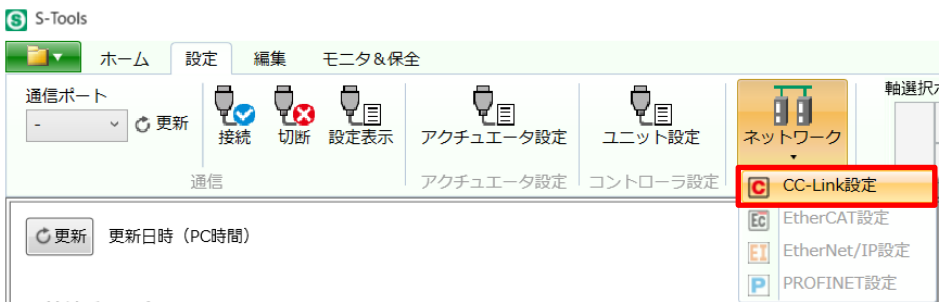 S-Tools
ホーム 設定 編集 モニタ&保全
通信ポート
- 更新
接続 切断 設定表示
アクチュエータ設定
ユニット設定
ネットワーク
軸選択
通信 アクチュエータ設定 コントローラ設定
CC-Link設定
EtherCAT設定
EtherNet/IP設定
PROFINET設定
更新 更新日時(PC時間)